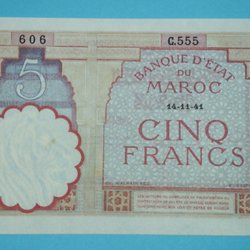 606
C.555
5
BANQUE D'ÉTAT
DU
MAROC
14-11-41
CINQ
FRANCS